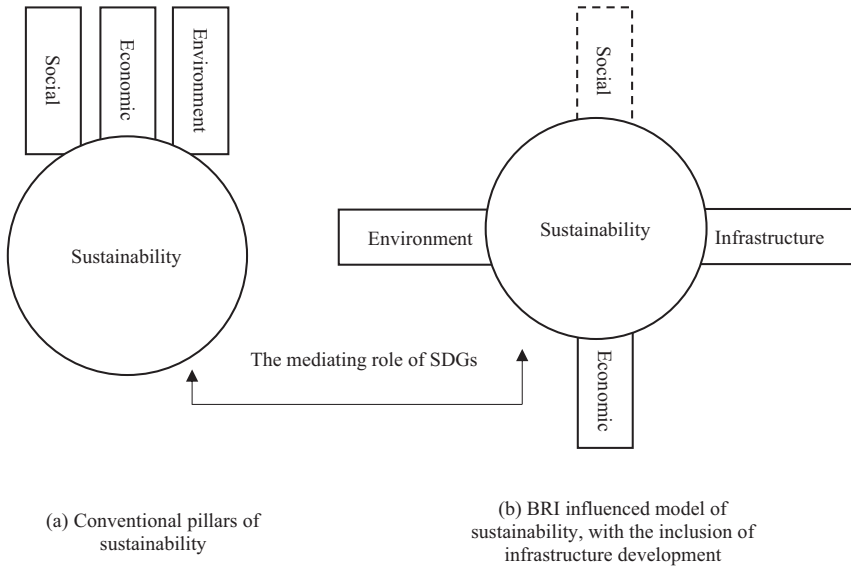 Social
Economic
Environment
Sustainability
Social
Environment
Sustainability
Infrastructure
Economic
The mediating role of SDGs
(a) Conventional pillars of
sustainability
(b) BRI influenced model of
sustainability, with the inclusion of
infrastructure development